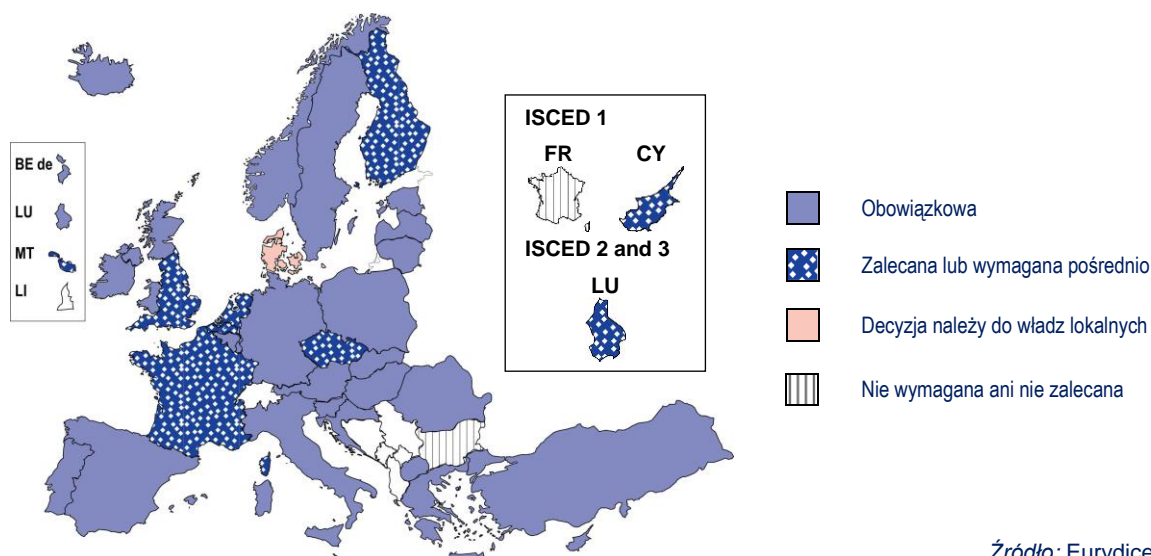 BE de
LU
MT
LI
ISCED 1
FR CY
ISCED 2 and 3
LU
Obowiązkowa
Zalecana lub wymagana pośrednio
Decyzja należy do władz lokalnych
Nie wymagana ani nie zalecana
Źródło: Eurydice